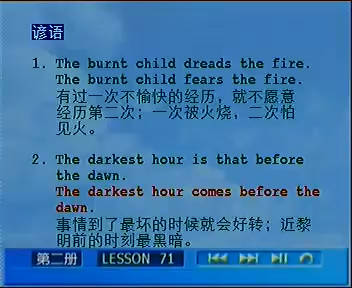 谚语
1. The burnt child dreads the fire.
The burnt child fears the fire.
有过一次不愉快的经历，就不愿意
经历第二次；一次被火烧，二次怕
见火。
2. The darkest hour is that before
the dawn.
The darkest hour comes before the
dawn.
事情到了最坏的时候就会好转；近黎
明前的时刻最黑暗。
第二册 LESSON 71